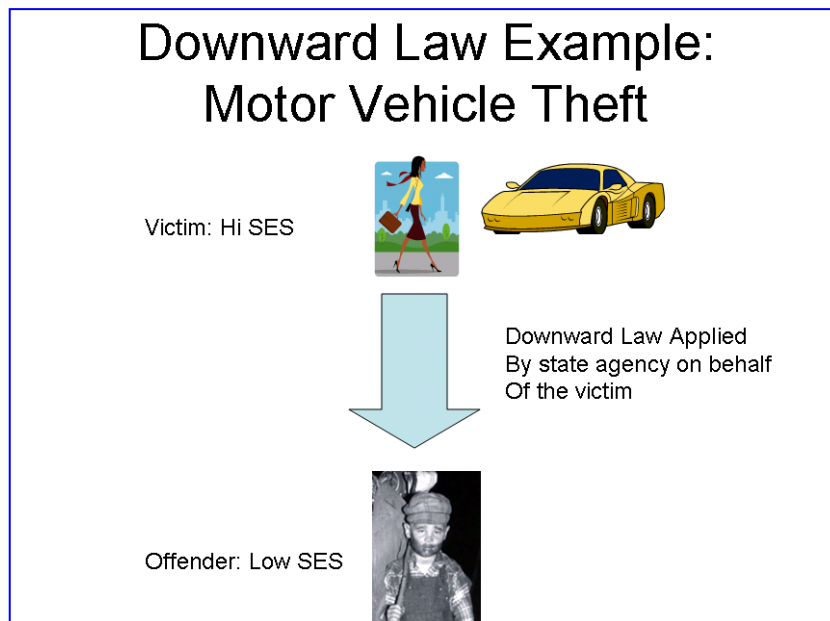 Downward Law Example:
Motor Vehicle Theft
Victim: Hi SES
Downward Law Applied
By state agency on behalf
Of the victim
Offender: Low SES